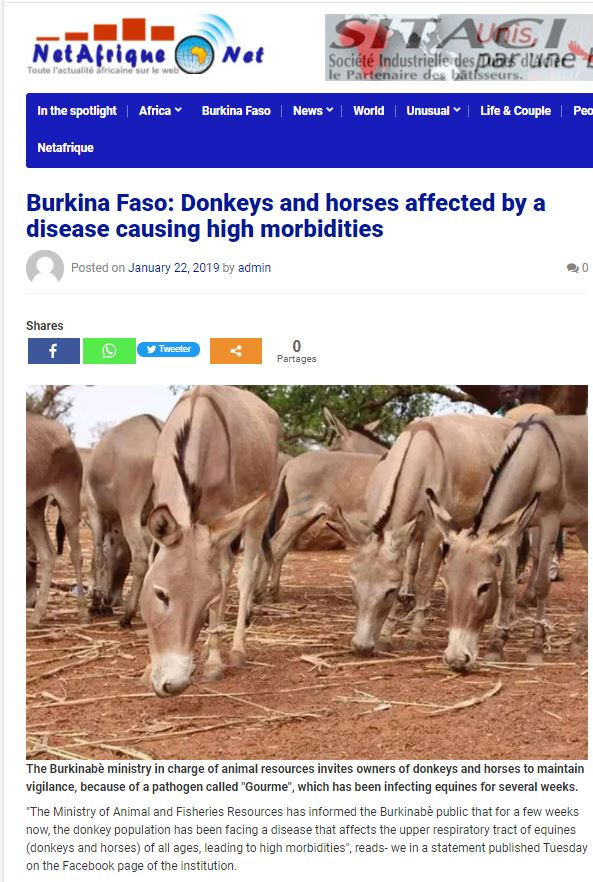 NetAfrique Net
Toute l'actualité africaine sur le web
SITACI
Unis,
Société Industrielle des Tubes d'Acier
pas une
le Partenaire des bâtisseurs.
In the spotlight
Africa
Burkina Faso
News
World
Unusual
Life & Couple
Peo
Netafrique
Burkina Faso: Donkeys and horses affected by a
disease causing high morbidities
Posted on January 22, 2019 by admin
0
Shares
Tweeter
0
Partages
The Burkinabè ministry in charge of animal resources invites owners of donkeys and horses to maintain
vigilance, because of a pathogen called "Gourme", which has been infecting equines for several weeks.
"The Ministry of Animal and Fisheries Resources has informed the Burkinabè public that for a few weeks
now, the donkey population has been facing a disease that affects the upper respiratory tract of equines
(donkeys and horses) of all ages, leading to high morbidities", reads- we in a statement published Tuesday
on the Facebook page of the institution.